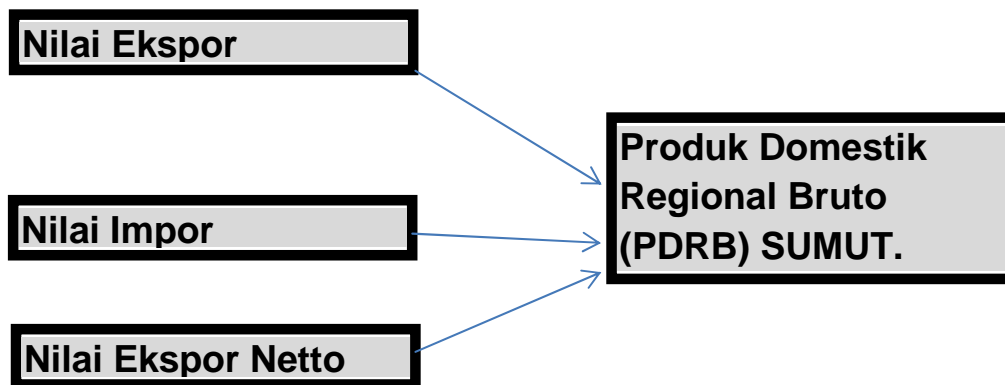 Nilai Ekspor
Nilai Impor
Nilai Ekspor Netto
Produk Domestik
Regional Bruto
(PDRB) SUMUT.